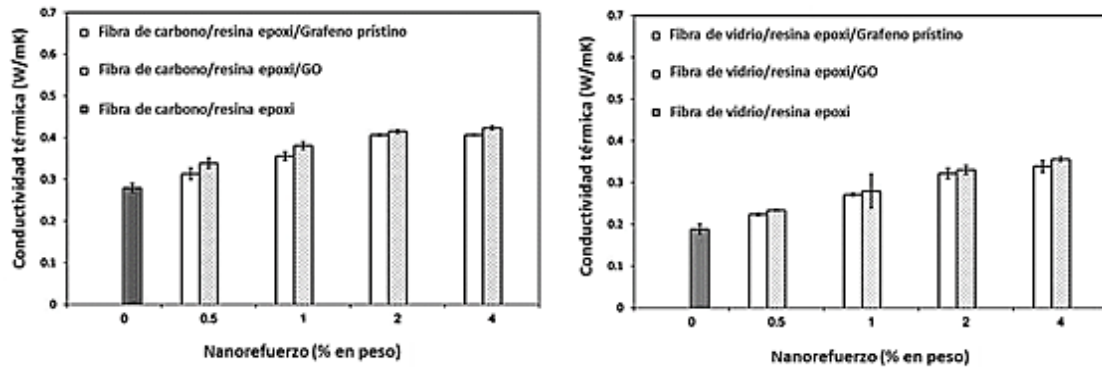 Conductividad térmica (W/mK)
0.7
0.6
0.5
0.4
0.3
0.2
0.1
0
Fibra de carbono/resina epoxi/Grafeno prístino
Fibra de carbono/resina epoxi/GO
Fibra de carbono/resina epoxi
0 0.5 1 2 4
Nanorefuerzo (% en peso)
Conductividad térmica (W/mK)
0.7
0.6
0.5
0.4
0.3
0.2
0.1
0
Fibra de vidrio/resina epoxi/Grafeno prístino
Fibra de vidrio/resina epoxi/GO
Fibra de vidrio/resina epoxi
0 0.5 1 2 4
Nanorefuerzo (% en peso)